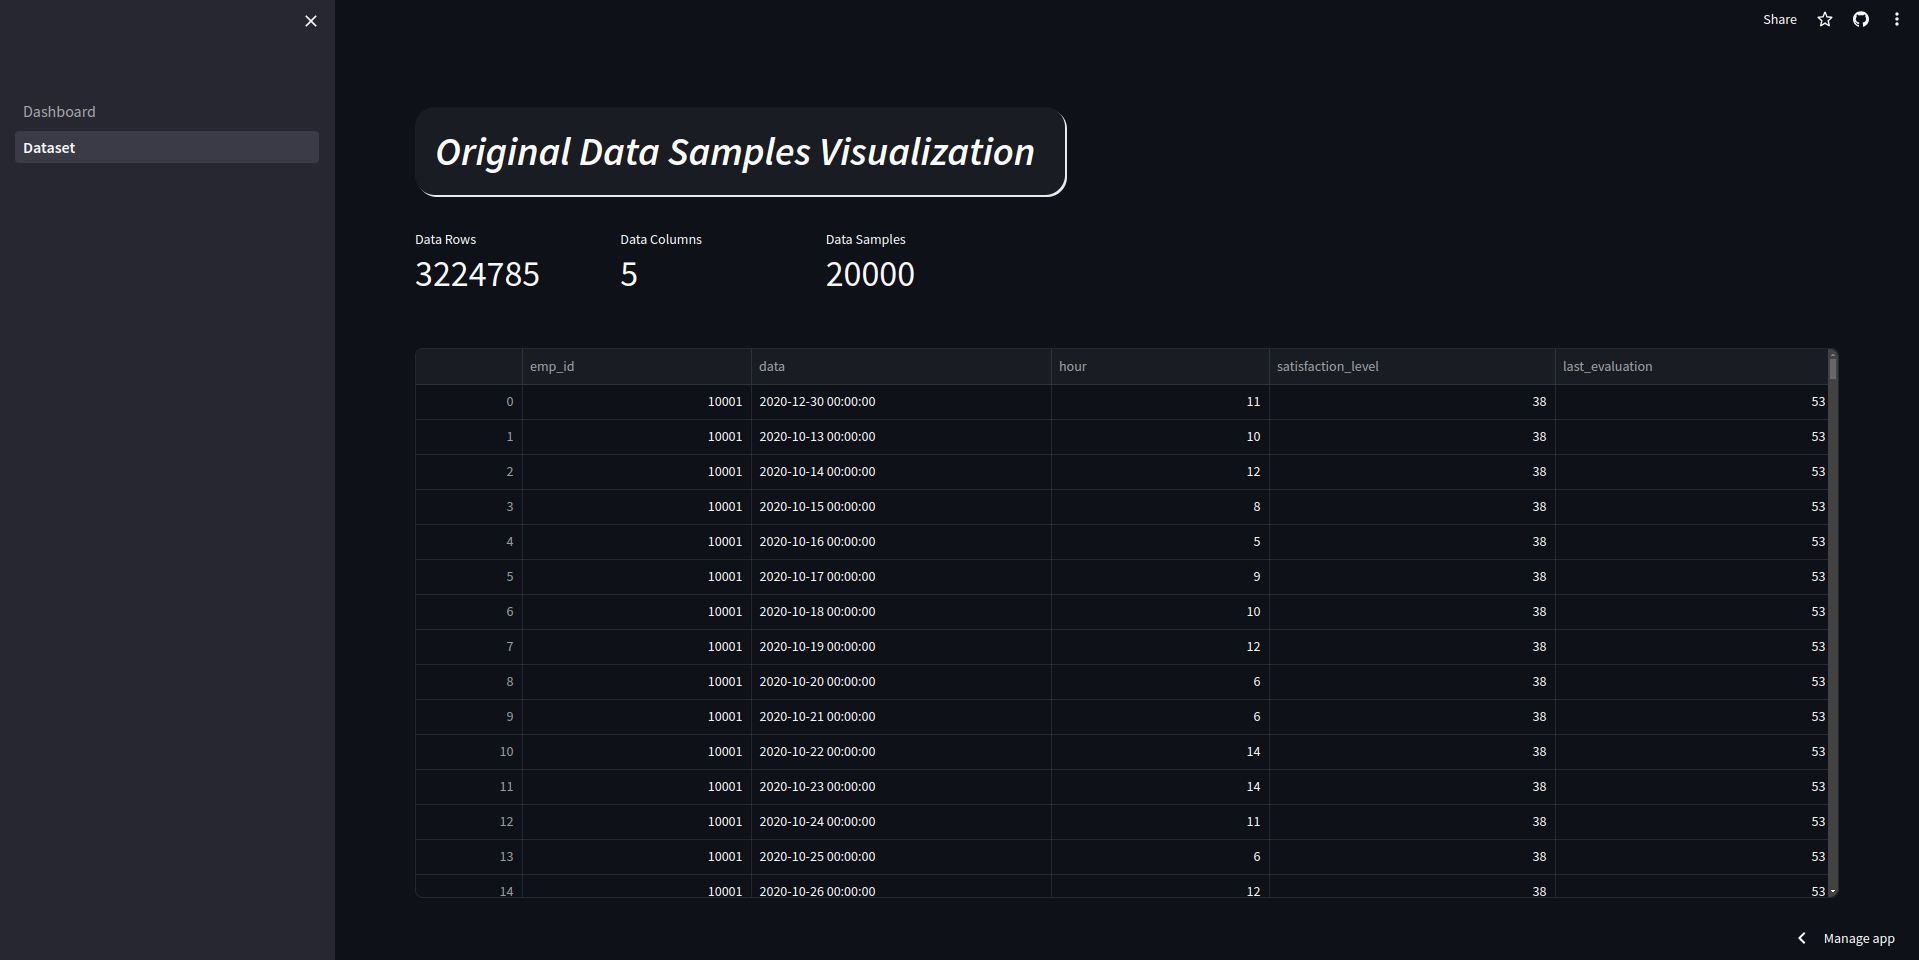 Share
Dashboard
Dataset
Original Data Samples Visualization
Data Rows Data Columns Data Samples
3224785 5 20000
emp_id data hour satisfaction_level last_evaluation
0 10001 2020-12-30 00:00:00 11 38 53
1 10001 2020-10-13 00:00:00 10 38 53
2 10001 2020-10-14 00:00:00 12 38 53
3 10001 2020-10-15 00:00:00 8 38 53
4 10001 2020-10-16 00:00:00 5 38 53
5 10001 2020-10-17 00:00:00 9 38 53
6 10001 2020-10-18 00:00:00 10 38 53
7 10001 2020-10-19 00:00:00 12 38 53
8 10001 2020-10-20 00:00:00 6 38 53
9 10001 2020-10-21 00:00:00 6 38 53
10 10001 2020-10-22 00:00:00 14 38 53
11 10001 2020-10-23 00:00:00 14 38 53
12 10001 2020-10-24 00:00:00 11 38 53
13 10001 2020-10-25 00:00:00 6 38 53
14 10001 2020-10-26 00:00:00 12 38 53
Manage app